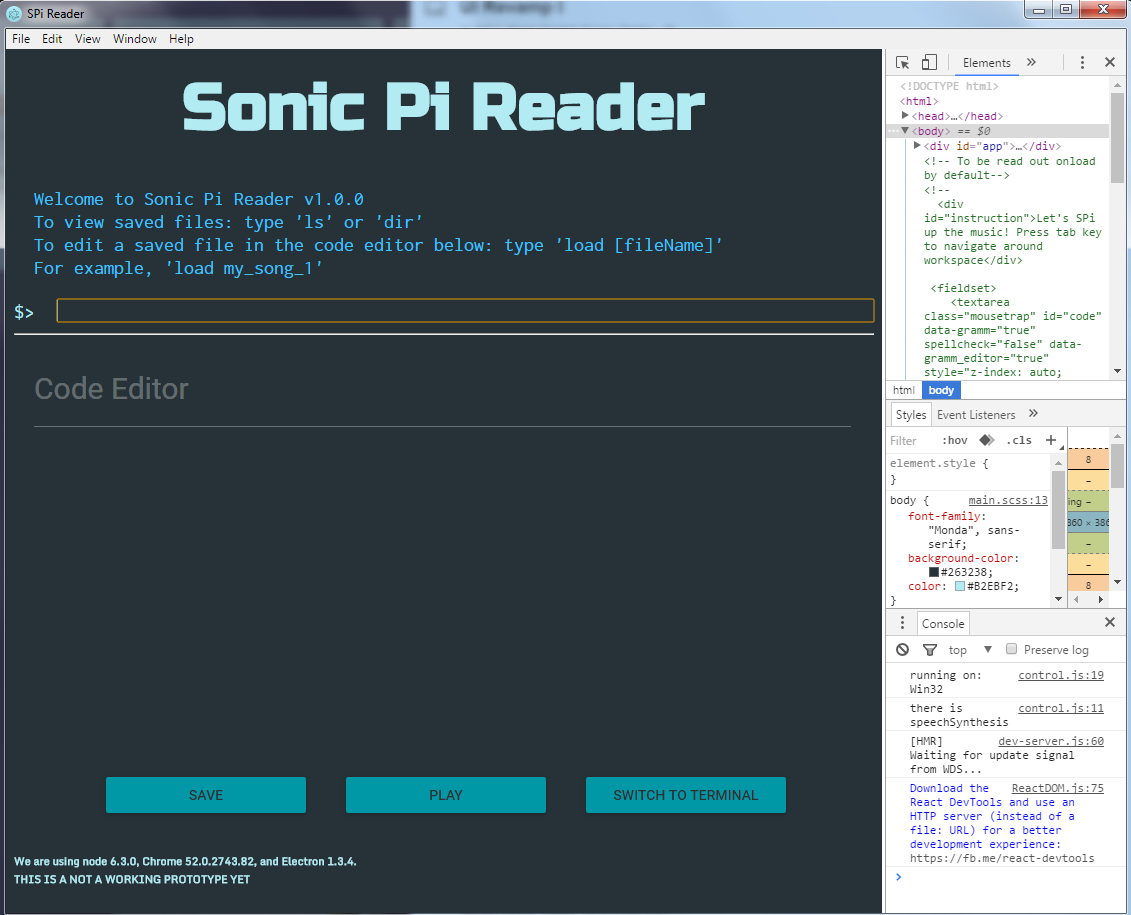 UI Revamp t
SPi Reader
File Edit View Window Help
Sonic Pi Reader
Welcome to Sonic Pi Reader v1.0.0
To view saved files: type 'ls' or 'dir'
To edit a saved file in the code editor below: type 'load [fileName]'
For example, 'load my_song_1'
$>
Code Editor
SAVE PLAY SWITCH TO TERMINAL
We are using node 6.3.0, Chrome 52.0.2743.82, and Electron 1.3.4.
THIS IS A NOT A WORKING PROTOTYPE YET
Elements »
<!DOCTYPE html>
<html>
▶<head>…</head>
…▼<body> == $0
▶<div id="app">…</div>
<!-- To be read out onload
by default-->
<!--
<div
id="instruction">Let's SPi
up the music! Press tab key
to navigate around
workspace</div>
<fieldset>
<textarea
class="mousetrap" id="code"
data-gramm="true"
spellcheck="false" data-
gramm_editor="true"
style="z-index: auto;
html body
Styles Event Listeners »
Filter :hov .cls +
element.style {
}
body { main.scss:13
font-family:
"Monda", sans-
serif;
background-color:
#263238;
color: #B2EBF2;
}
8
–
ing –
860 × 386
–
–
8
Console
top ▼ Preserve log
running on: control.js:19
Win32
there is control.js:11
speechSynthesis
[HMR] dev-server.js:60
Waiting for update signal
from WDS...
Download the ReactDOM.js:75
React DevTools and use an
HTTP server (instead of a
file: URL) for a better
development experience:
https://fb.me/react-devtools
>